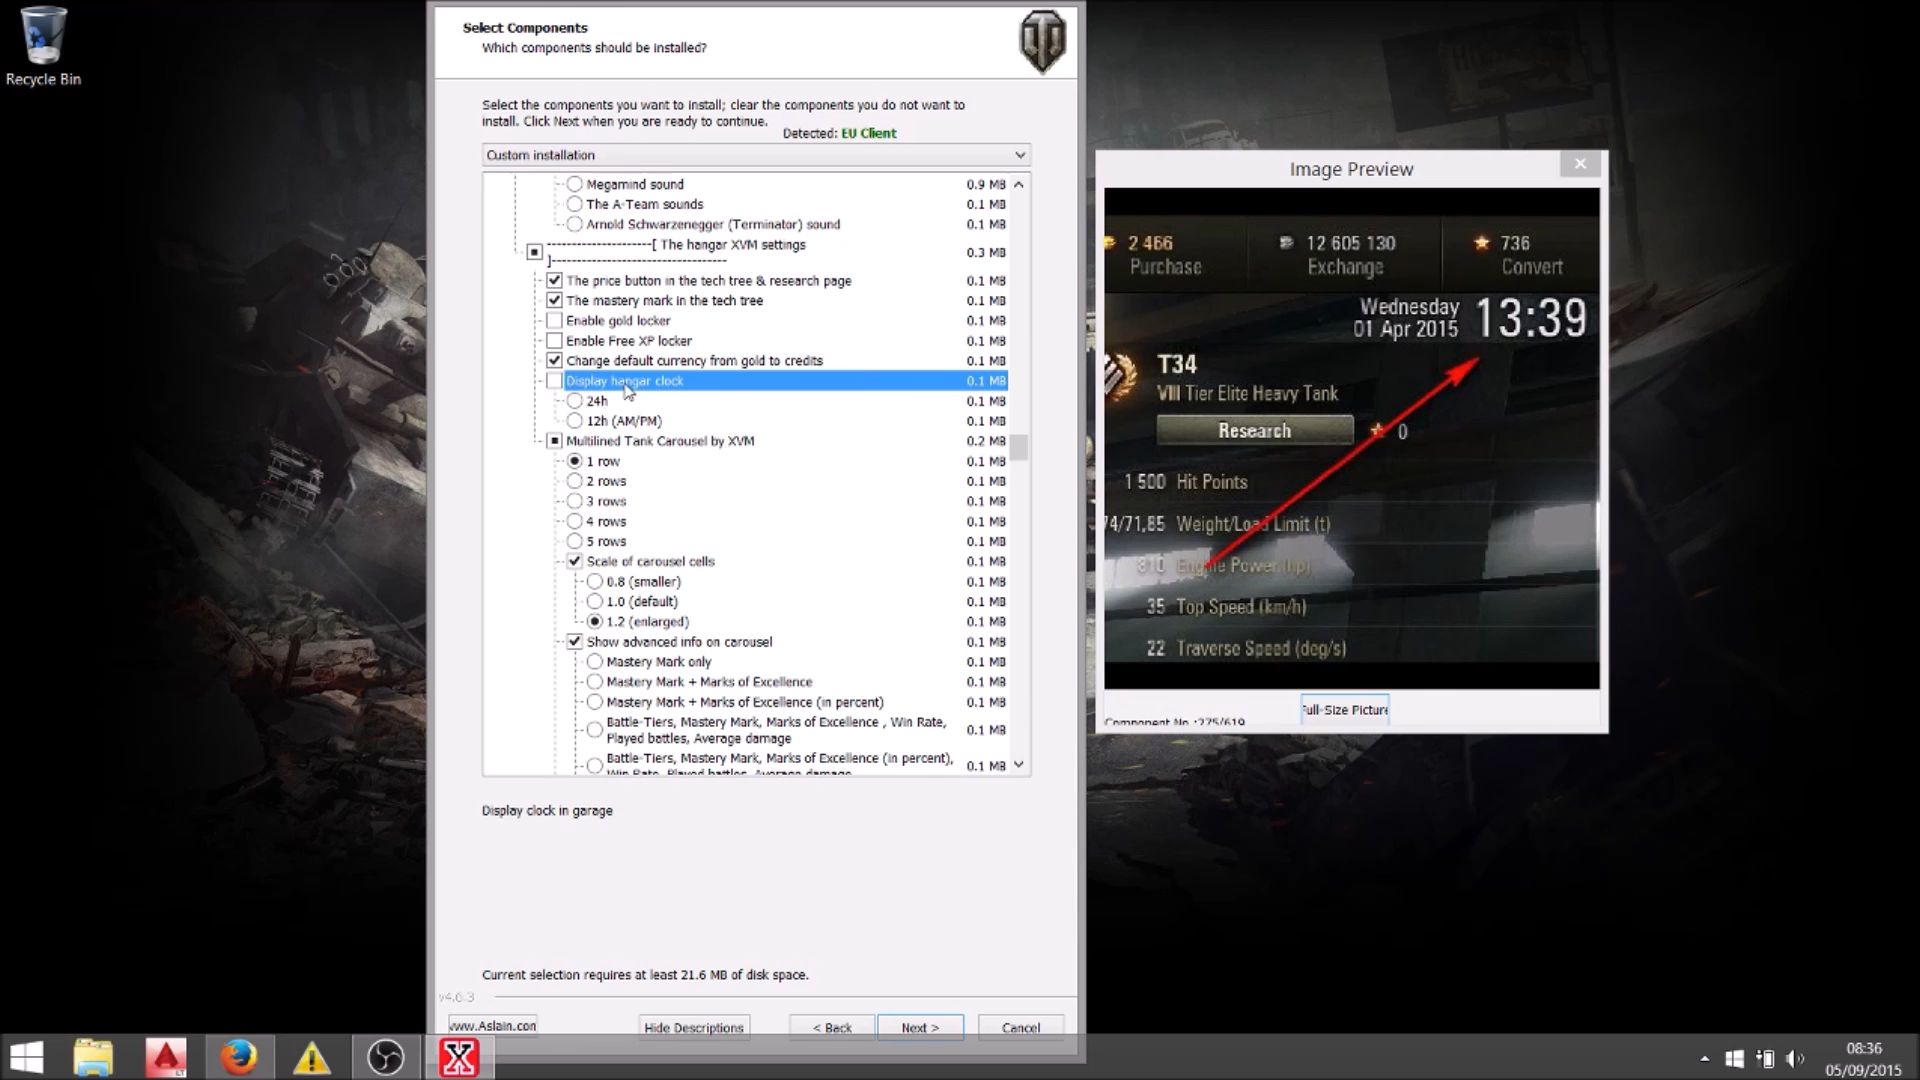 Recycle Bin
Select Components
Which components should be installed?
Select the components you want to install; clear the components you do not want to
install. Click Next when you are ready to continue.
Detected: EU Client
Custom installation
Megamind sound 0.9 MB
The A-Team sounds 0.1 MB
Arnold Schwarzenegger (Terminator) sound 0.1 MB
---------------------[ The hangar XVM settings
]----------------------------------- 0.3 MB
The price button in the tech tree & research page 0.1 MB
The mastery mark in the tech tree 0.1 MB
Enable gold locker 0.1 MB
Enable Free XP locker 0.1 MB
Change default currency from gold to credits 0.1 MB
Display hangar clock 0.1 MB
24h 0.1 MB
12h (AM/PM) 0.1 MB
Multilined Tank Carousel by XVM 0.2 MB
1 row 0.1 MB
2 rows 0.1 MB
3 rows 0.1 MB
4 rows 0.1 MB
5 rows 0.1 MB
Scale of carousel cells 0.1 MB
0.8 (smaller) 0.1 MB
1.0 (default) 0.1 MB
1.2 (enlarged) 0.1 MB
Show advanced info on carousel 0.1 MB
Mastery Mark only 0.1 MB
Mastery Mark + Marks of Excellence 0.1 MB
Mastery Mark + Marks of Excellence (in percent) 0.1 MB
Battle-Tiers, Mastery Mark, Marks of Excellence , Win Rate,
Played battles, Average damage 0.1 MB
Battle-Tiers, Mastery Mark, Marks of Excellence (in percent),
Win Rate, Played battles, Average damage 0.1 MB
Display clock in garage
Current selection requires at least 21.6 MB of disk space.
v4.6.3
www.Aslain.com
Hide Descriptions
< Back
Next >
Cancel
Image Preview
2 466
Purchase
12 605 130
Exchange
736
Convert
Wednesday
01 Apr 2015
13:39
T34
VIII Tier Elite Heavy Tank
Research
0
1 500 Hit Points
74/71,85 Weight/Load Limit (t)
810 Engine Power (hp)
35 Top Speed (km/h)
22 Traverse Speed (deg/s)
Component No.:275/619
Full-Size Picture
08:36
05/09/2015